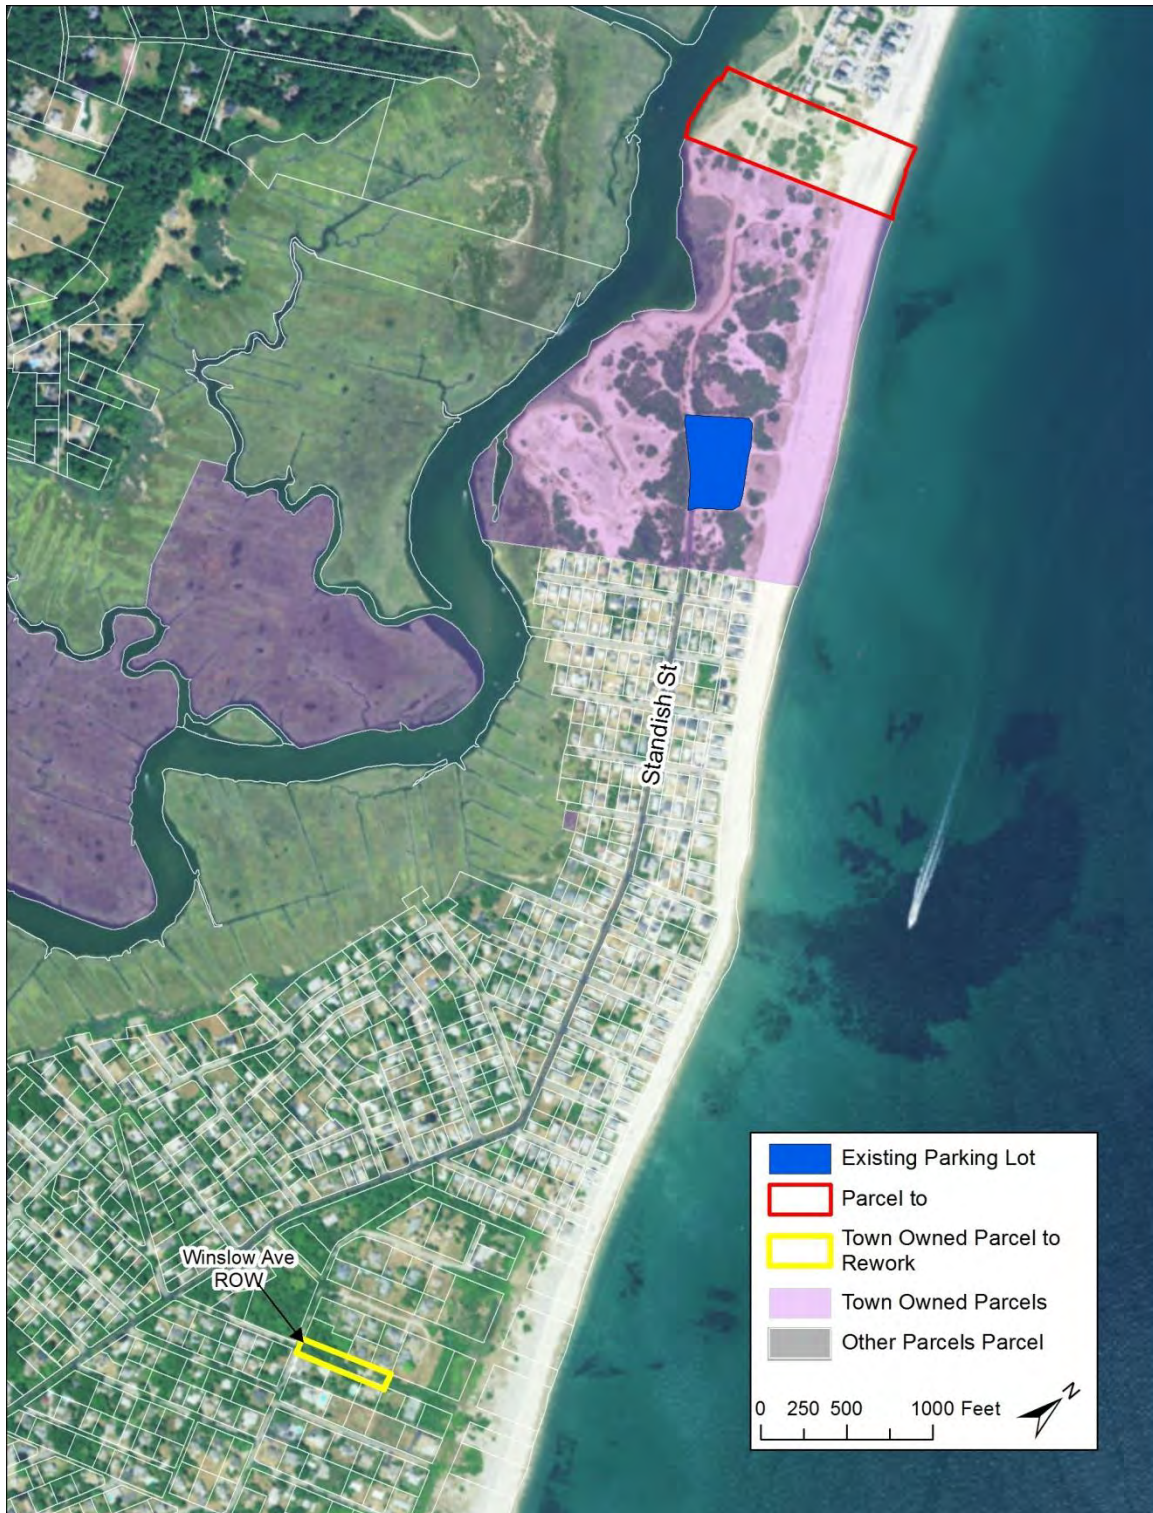 Standish St
Winslow Ave
ROW
Existing Parking Lot
Parcel to
Town Owned Parcel to
Rework
Town Owned Parcels
Other Parcels Parcel
0 250 500 1000 Feet
N